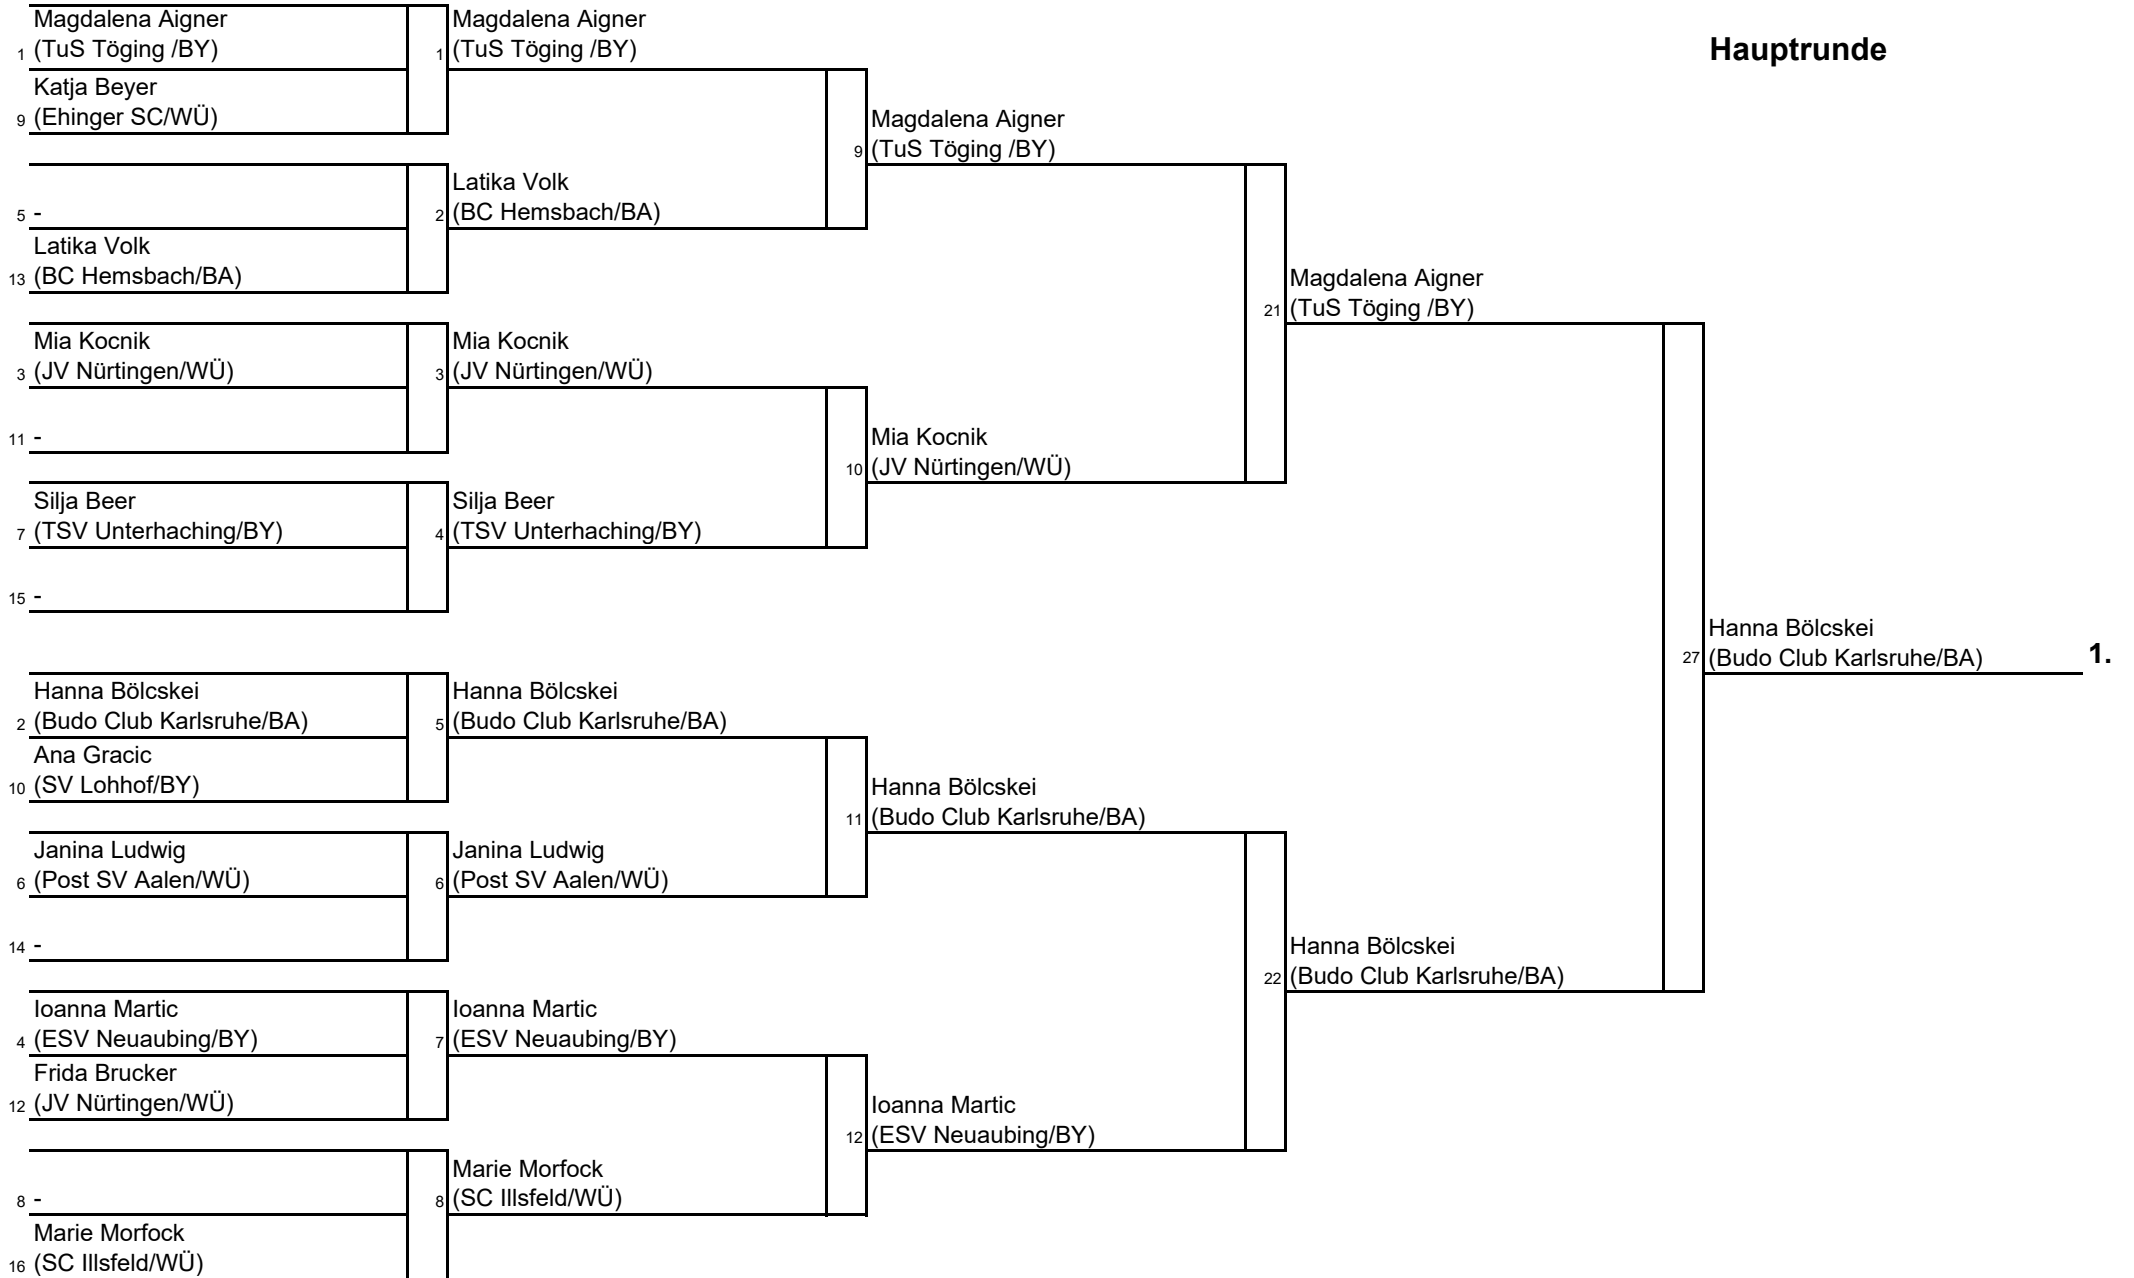 Hauptrunde
Magdalena Aigner
1 (TuS Töging /BY)
Katja Beyer
9 (Ehinger SC/WÜ)
5 -
Latika Volk
13 (BC Hemsbach/BA)
Mia Kocnik
3 (JV Nürtingen/WÜ)
11 -
Silja Beer
7 (TSV Unterhaching/BY)
15 -
Hanna Bölcskei
2 (Budo Club Karlsruhe/BA)
Ana Gracic
10 (SV Lohhof/BY)
Janina Ludwig
6 (Post SV Aalen/WÜ)
14 -
Ioanna Martic
4 (ESV Neuaubing/BY)
Frida Brucker
12 (JV Nürtingen/WÜ)
8 -
Marie Morfock
16 (SC Illsfeld/WÜ)
Magdalena Aigner
1 (TuS Töging /BY)
Latika Volk
2 (BC Hemsbach/BA)
Mia Kocnik
3 (JV Nürtingen/WÜ)
Silja Beer
4 (TSV Unterhaching/BY)
Hanna Bölcskei
5 (Budo Club Karlsruhe/BA)
Janina Ludwig
6 (Post SV Aalen/WÜ)
Ioanna Martic
7 (ESV Neuaubing/BY)
Marie Morfock
8 (SC Illsfeld/WÜ)
Magdalena Aigner
9 (TuS Töging /BY)
Mia Kocnik
10 (JV Nürtingen/WÜ)
Hanna Bölcskei
11 (Budo Club Karlsruhe/BA)
Ioanna Martic
12 (ESV Neuaubing/BY)
Magdalena Aigner
21 (TuS Töging /BY)
Hanna Bölcskei
22 (Budo Club Karlsruhe/BA)
Hanna Bölcskei
27 (Budo Club Karlsruhe/BA) 1.